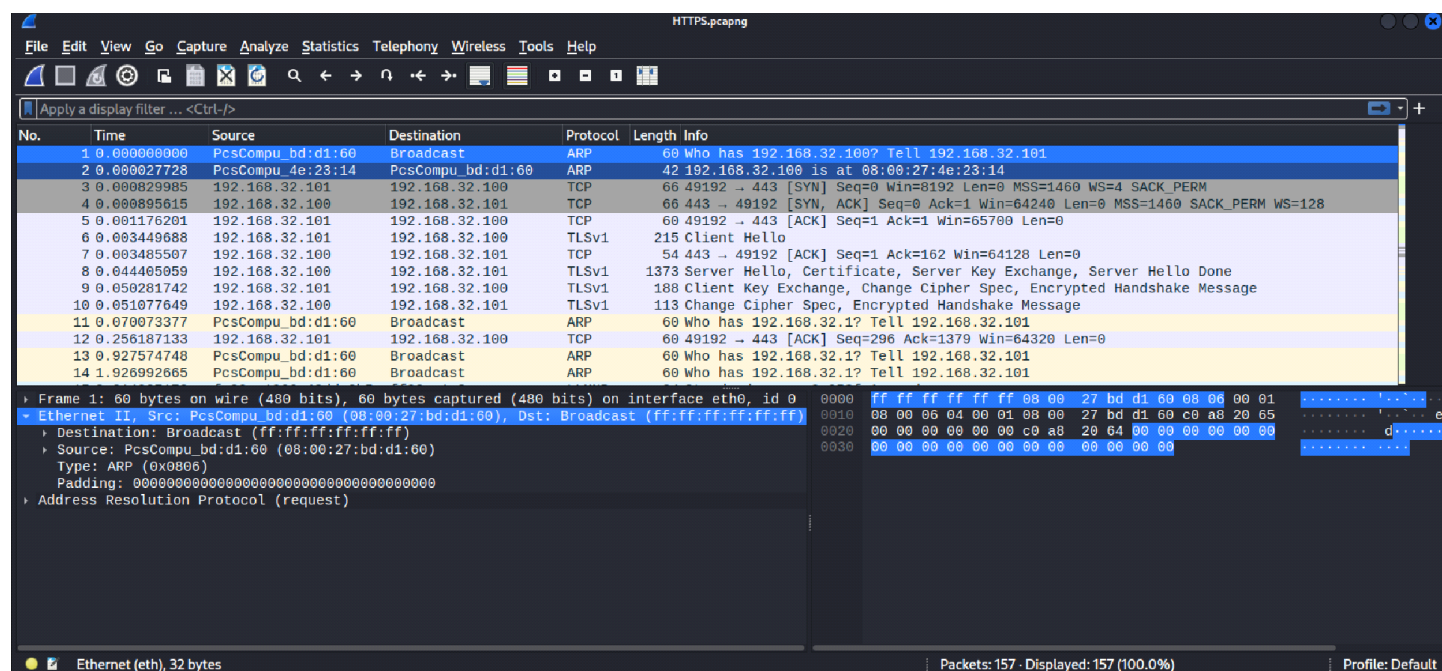 HTTPS.pcapng
File Edit View Go Capture Analyze Statistics Telephony Wireless Tools Help
Apply a display filter … <Ctrl-/>
No. Time Source Destination Protocol Length Info
1 0.000000000 PcsCompu_bd:d1:60 Broadcast ARP 60 Who has 192.168.32.100? Tell 192.168.32.101
2 0.000027728 PcsCompu_4e:23:14 PcsCompu_bd:d1:60 ARP 42 192.168.32.100 is at 08:00:27:4e:23:14
3 0.000829985 192.168.32.101 192.168.32.100 TCP 66 49192 → 443 [SYN] Seq=0 Win=8192 Len=0 MSS=1460 WS=4 SACK_PERM
4 0.000895615 192.168.32.100 192.168.32.101 TCP 66 443 → 49192 [SYN, ACK] Seq=0 Ack=1 Win=64240 Len=0 MSS=1460 SACK_PERM WS=128
5 0.001176201 192.168.32.101 192.168.32.100 TCP 60 49192 → 443 [ACK] Seq=1 Ack=1 Win=65700 Len=0
6 0.003449688 192.168.32.101 192.168.32.100 TLSv1 215 Client Hello
7 0.003485507 192.168.32.100 192.168.32.101 TCP 54 443 → 49192 [ACK] Seq=1 Ack=162 Win=64128 Len=0
8 0.044405059 192.168.32.100 192.168.32.101 TLSv1 1373 Server Hello, Certificate, Server Key Exchange, Server Hello Done
9 0.050281742 192.168.32.101 192.168.32.100 TLSv1 188 Client Key Exchange, Change Cipher Spec, Encrypted Handshake Message
10 0.051077649 192.168.32.100 192.168.32.101 TLSv1 113 Change Cipher Spec, Encrypted Handshake Message
11 0.070073377 PcsCompu_bd:d1:60 Broadcast ARP 60 Who has 192.168.32.1? Tell 192.168.32.101
12 0.256187133 192.168.32.101 192.168.32.100 TCP 60 49192 → 443 [ACK] Seq=296 Ack=1379 Win=64320 Len=0
13 0.927574748 PcsCompu_bd:d1:60 Broadcast ARP 60 Who has 192.168.32.1? Tell 192.168.32.101
14 1.926992665 PcsCompu_bd:d1:60 Broadcast ARP 60 Who has 192.168.32.1? Tell 192.168.32.101
Frame 1: 60 bytes on wire (480 bits), 60 bytes captured (480 bits) on interface eth0, id 0
Ethernet II, Src: PcsCompu_bd:d1:60 (08:00:27:bd:d1:60), Dst: Broadcast (ff:ff:ff:ff:ff:ff)
Destination: Broadcast (ff:ff:ff:ff:ff:ff)
Source: PcsCompu_bd:d1:60 (08:00:27:bd:d1:60)
Type: ARP (0x0806)
Padding: 000000000000000000000000000000000000
Address Resolution Protocol (request)
0000 ff ff ff ff ff ff 08 00 27 bd d1 60 08 06 00 01 ········ '··`····
0010 08 00 06 04 00 01 08 00 27 bd d1 60 c0 a8 20 65 ········ '··`·· e
0020 00 00 00 00 00 00 c0 a8 20 64 00 00 00 00 00 00 ········ d······
0030 00 00 00 00 00 00 00 00 00 00 00 00 ········ ····
Ethernet (eth), 32 bytes
Packets: 157 · Displayed: 157 (100.0%)
Profile: Default